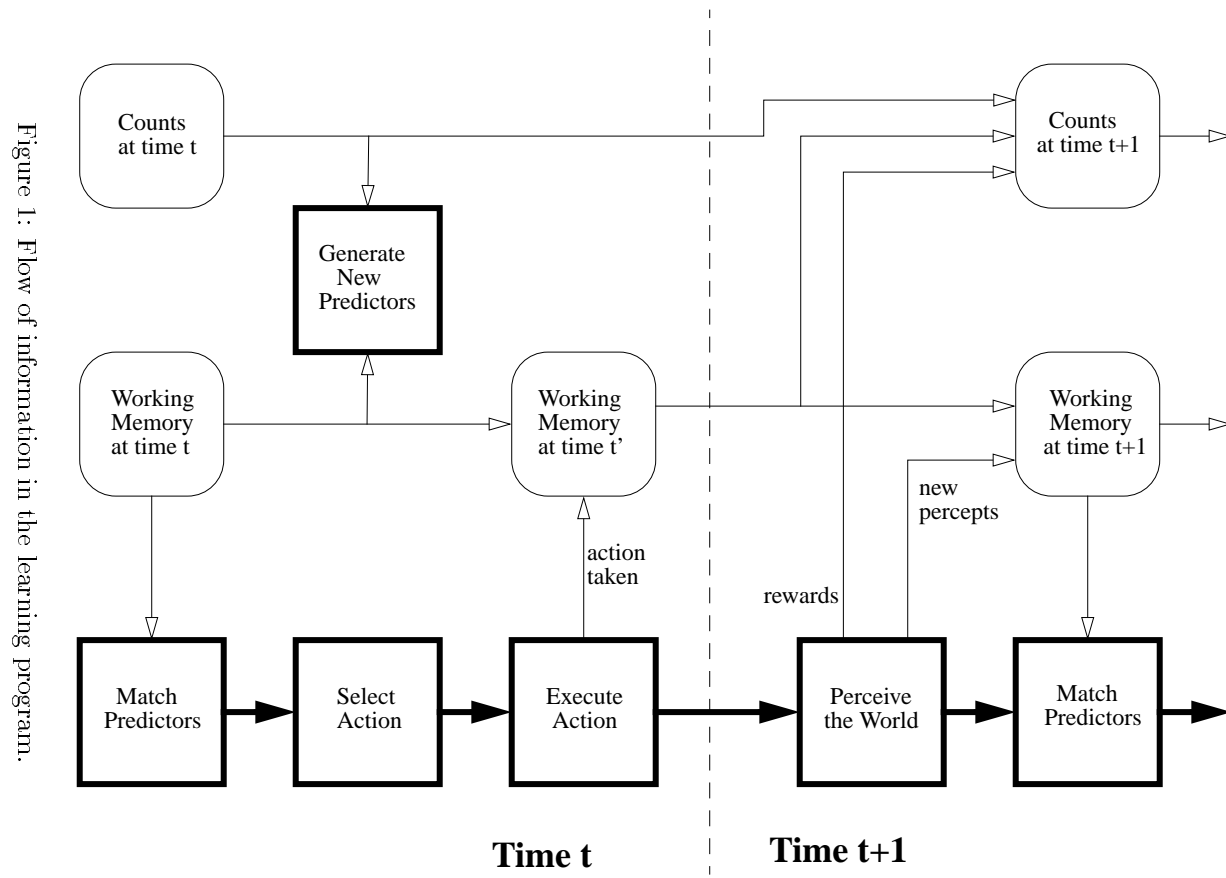 Counts
at time t
Counts
at time t+1
Generate
New
Predictors
Working
Memory
at time t
Working
Memory
at time t’
Working
Memory
at time t+1
new
percepts
action
taken
rewards
Match
Predictors
Select
Action
Execute
Action
Perceive
the World
Match
Predictors
Time t
Time t+1
Figure 1: Flow of information in the learning program.